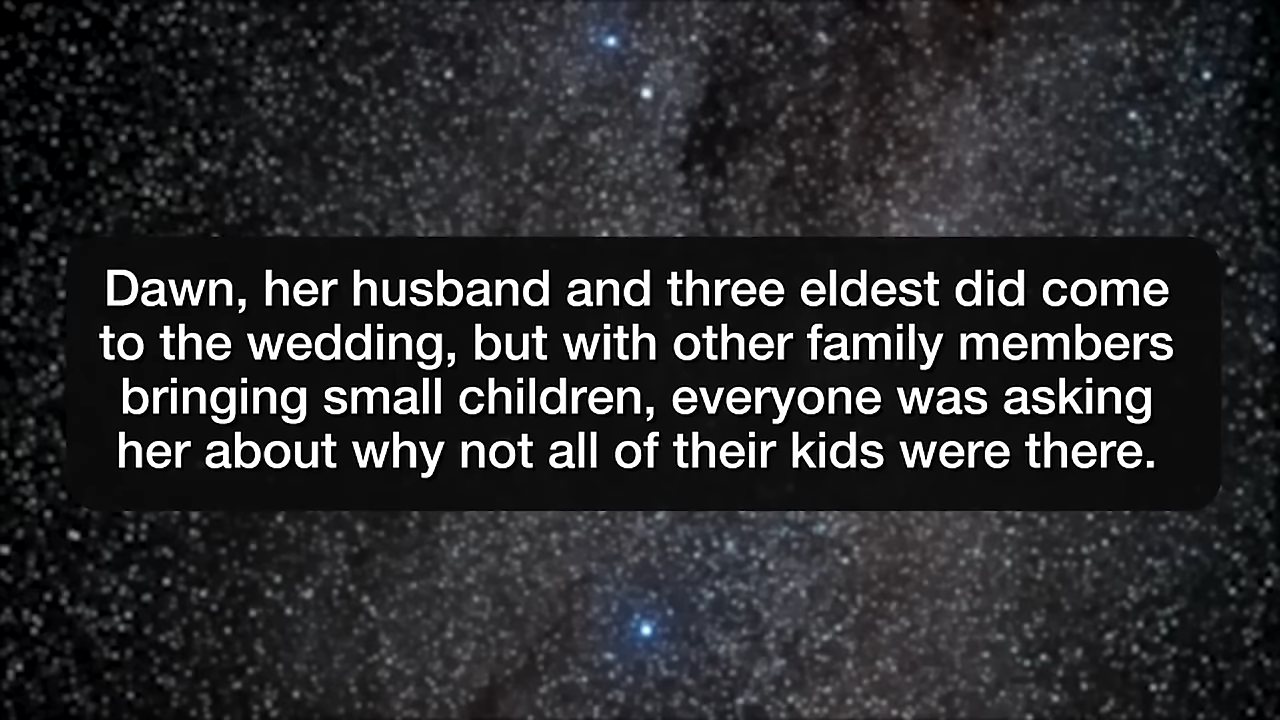 Dawn, her husband and three eldest did come
to the wedding, but with other family members
bringing small children, everyone was asking
her about why not all of their kids were there.